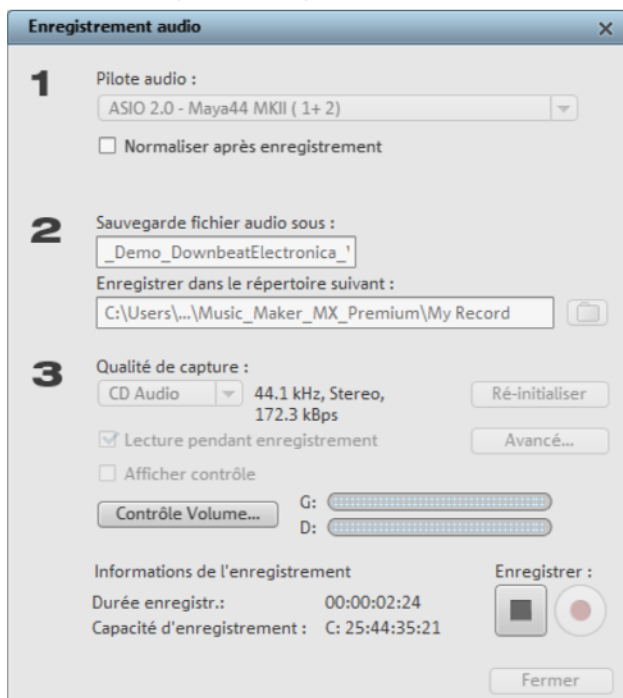 Enregistrement audio
1
Pilote audio :
ASIO 2.0 - Maya44 MKII ( 1+ 2)
Normaliser après enregistrement
2
Sauvegarde fichier audio sous :
_Demo_DownbeatElectronica_
Enregistrer dans le répertoire suivant :
C:\Users\...\Music_Maker_MX_Premium\My Record
3
Qualité de capture :
CD Audio 44.1 kHz, Stereo, Ré-initialiser
172.3 kBps
Lecture pendant enregistrement Avancé...
Afficher contrôle
Contrôle Volume... G:
D:
Informations de l'enregistrement Enregistrer :
Durée enregistr.: 00:00:02:24
Capacité d'enregistrement : C: 25:44:35:21
Fermer